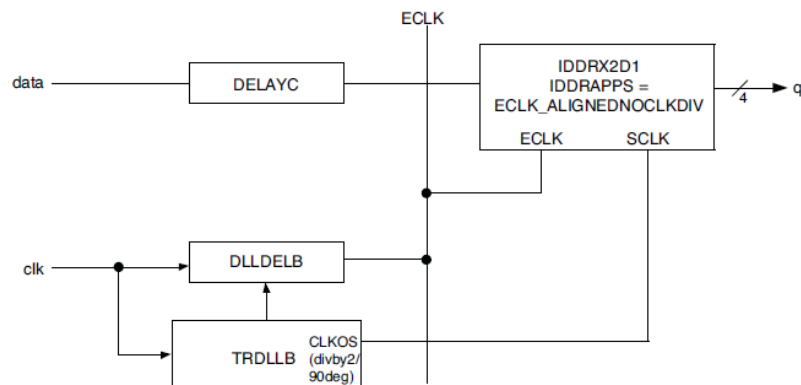 ECLK
data
DELAYC
IDDRX2D1
IDDRAPPS =
ECLK_ALIGNEDNOCLKDIV
ECLK SCLK
4
q
clk
DLLDELB
TRDLLB
CLKOS
(divby2/
90deg)